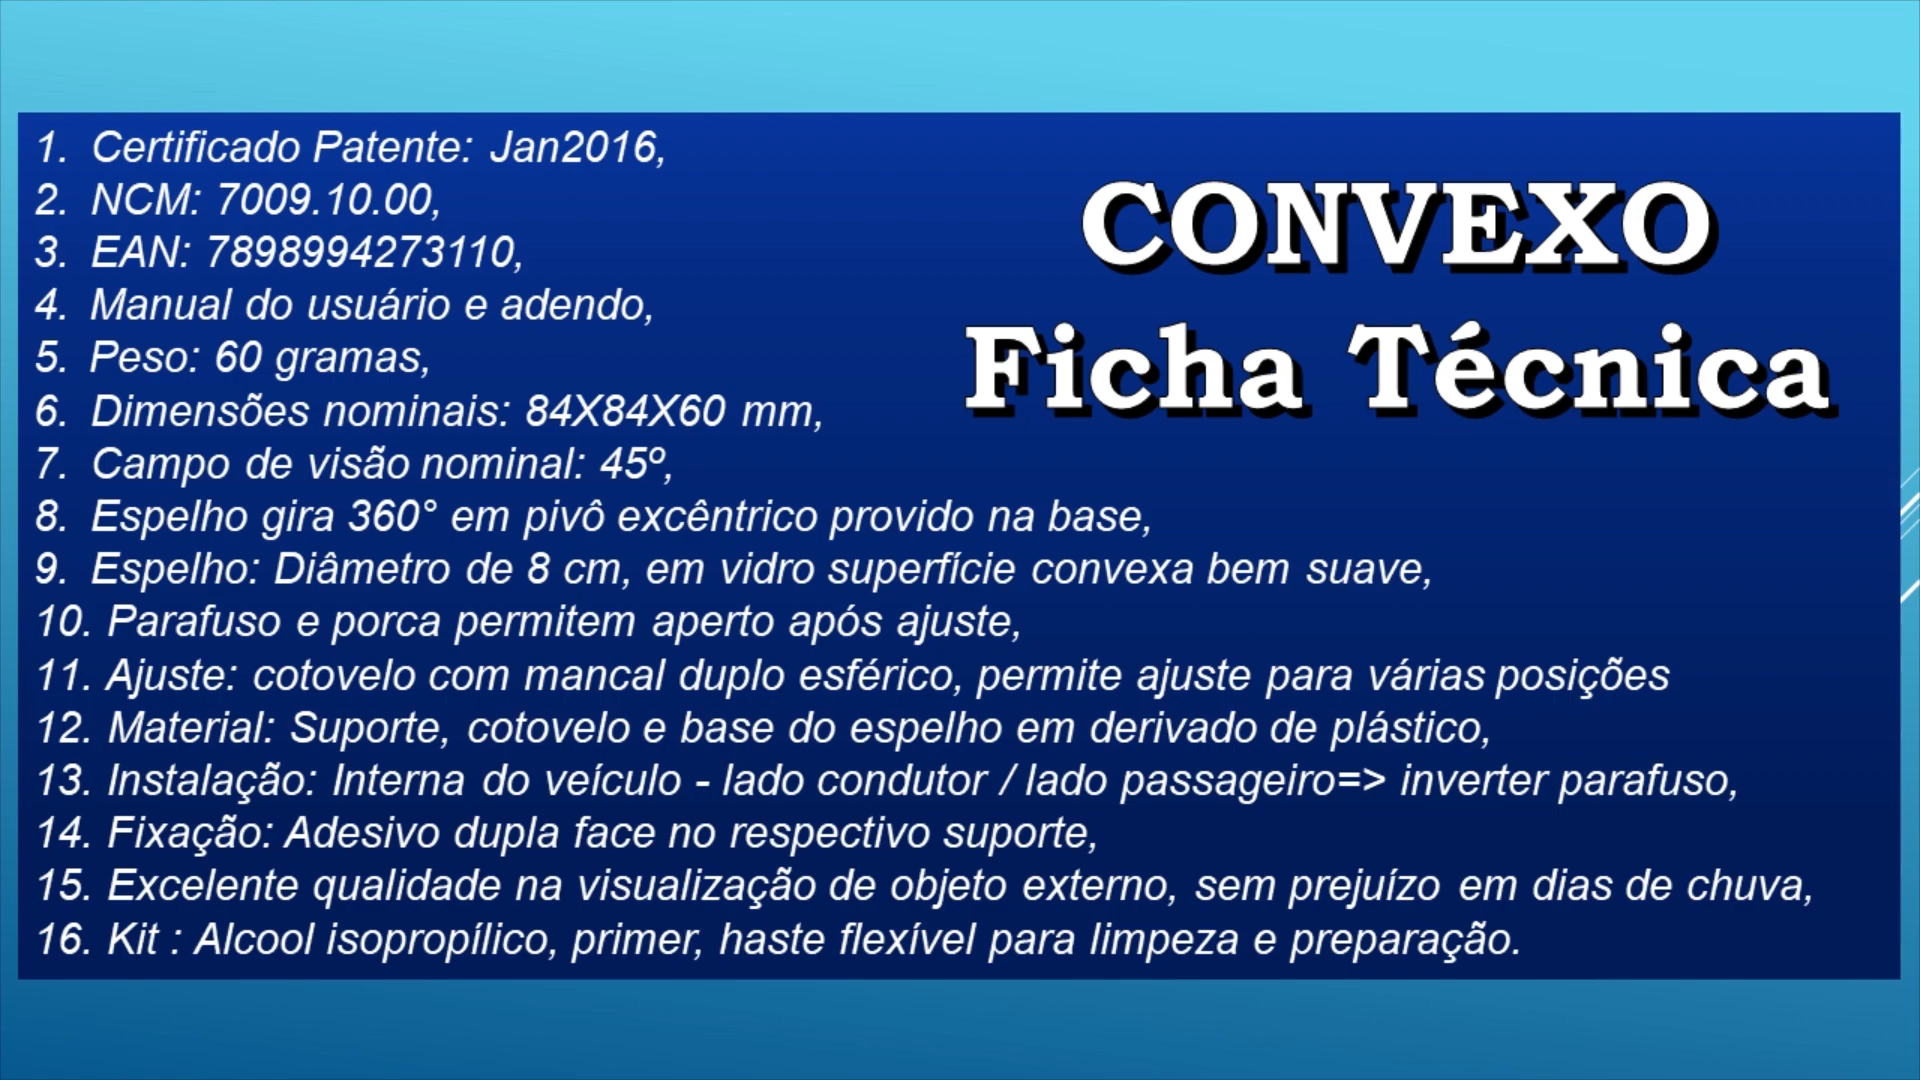 CONVEXO
Ficha Técnica
1. Certificado Patente: Jan2016,
2. NCM: 7009.10.00,
3. EAN: 7898994273110,
4. Manual do usuário e adendo,
5. Peso: 60 gramas,
6. Dimensões nominais: 84X84X60 mm,
7. Campo de visão nominal: 45º,
8. Espelho gira 360° em pivô excêntrico provido na base,
9. Espelho: Diâmetro de 8 cm, em vidro superfície convexa bem suave,
10. Parafuso e porca permitem aperto após ajuste,
11. Ajuste: cotovelo com mancal duplo esférico, permite ajuste para várias posições
12. Material: Suporte, cotovelo e base do espelho em derivado de plástico,
13. Instalação: Interna do veículo - lado condutor / lado passageiro=> inverter parafuso,
14. Fixação: Adesivo dupla face no respectivo suporte,
15. Excelente qualidade na visualização de objeto externo, sem prejuízo em dias de chuva,
16. Kit : Alcool isopropílico, primer, haste flexível para limpeza e preparação.